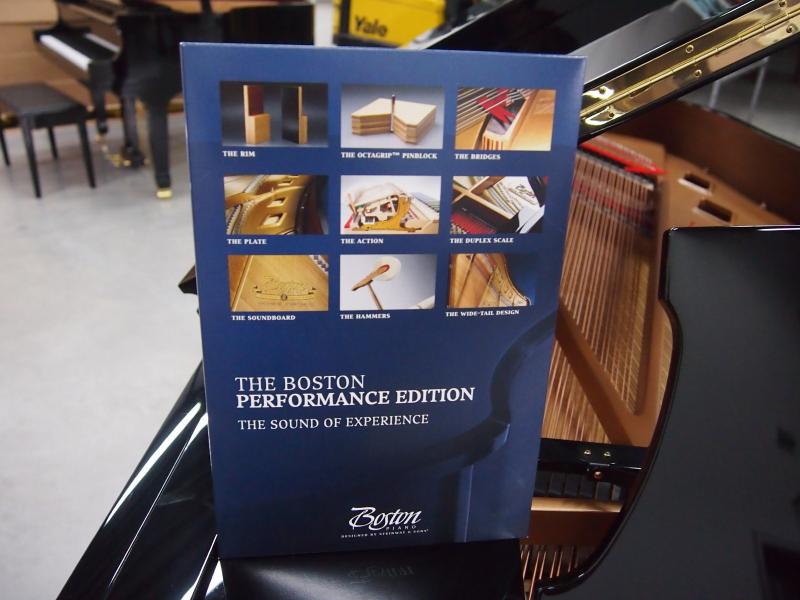 Yale
THE RIM
THE OCTAGRIP™ PINBLOCK
THE BRIDGES
THE PLATE
THE ACTION
THE DUPLEX SCALE
THE SOUNDBOARD
THE HAMMERS
THE WIDE-TAIL DESIGN
THE BOSTON
PERFORMANCE EDITION
THE SOUND OF EXPERIENCE
Boston
PIANO
DESIGNED BY STEINWAY & SONS®